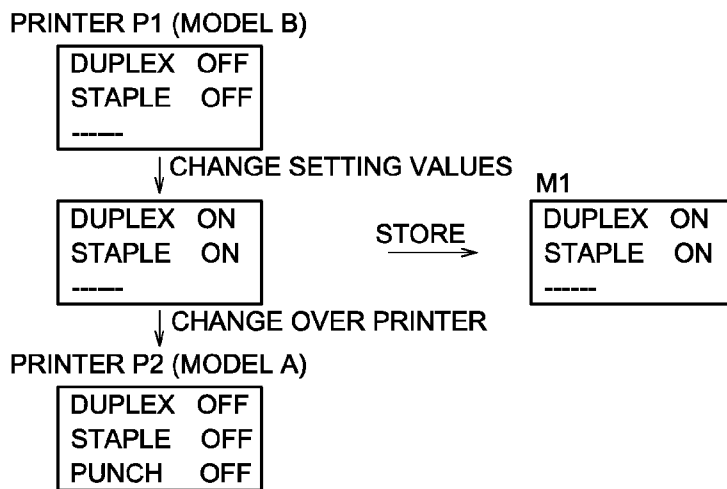 PRINTER P1 (MODEL B)
DUPLEX OFF
STAPLE OFF
------
CHANGE SETTING VALUES
M1
DUPLEX ON
STAPLE ON
------
STORE
DUPLEX ON
STAPLE ON
------
CHANGE OVER PRINTER
PRINTER P2 (MODEL A)
DUPLEX OFF
STAPLE OFF
PUNCH OFF